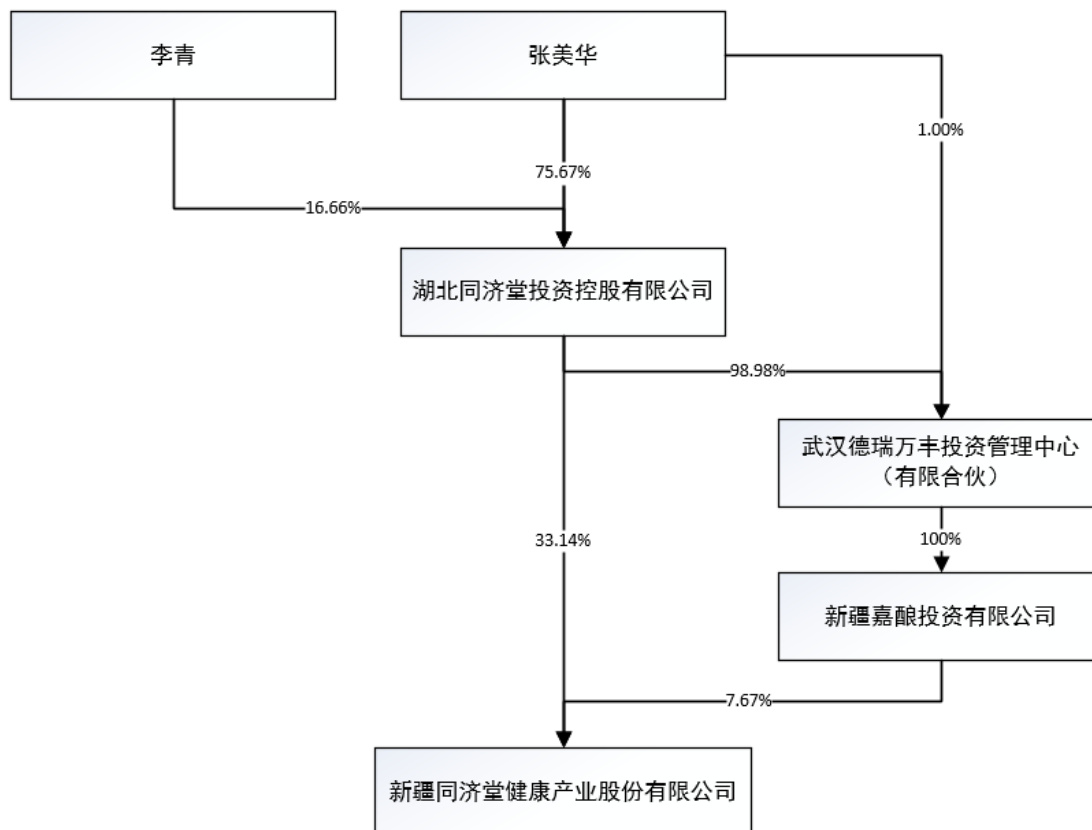 李青
张美华
1.00%
75.67%
16.66%
湖北同济堂投资控股有限公司
98.98%
武汉德瑞万丰投资管理中心
（有限合伙）
33.14%
100%
新疆嘉酿投资有限公司
7.67%
新疆同济堂健康产业股份有限公司